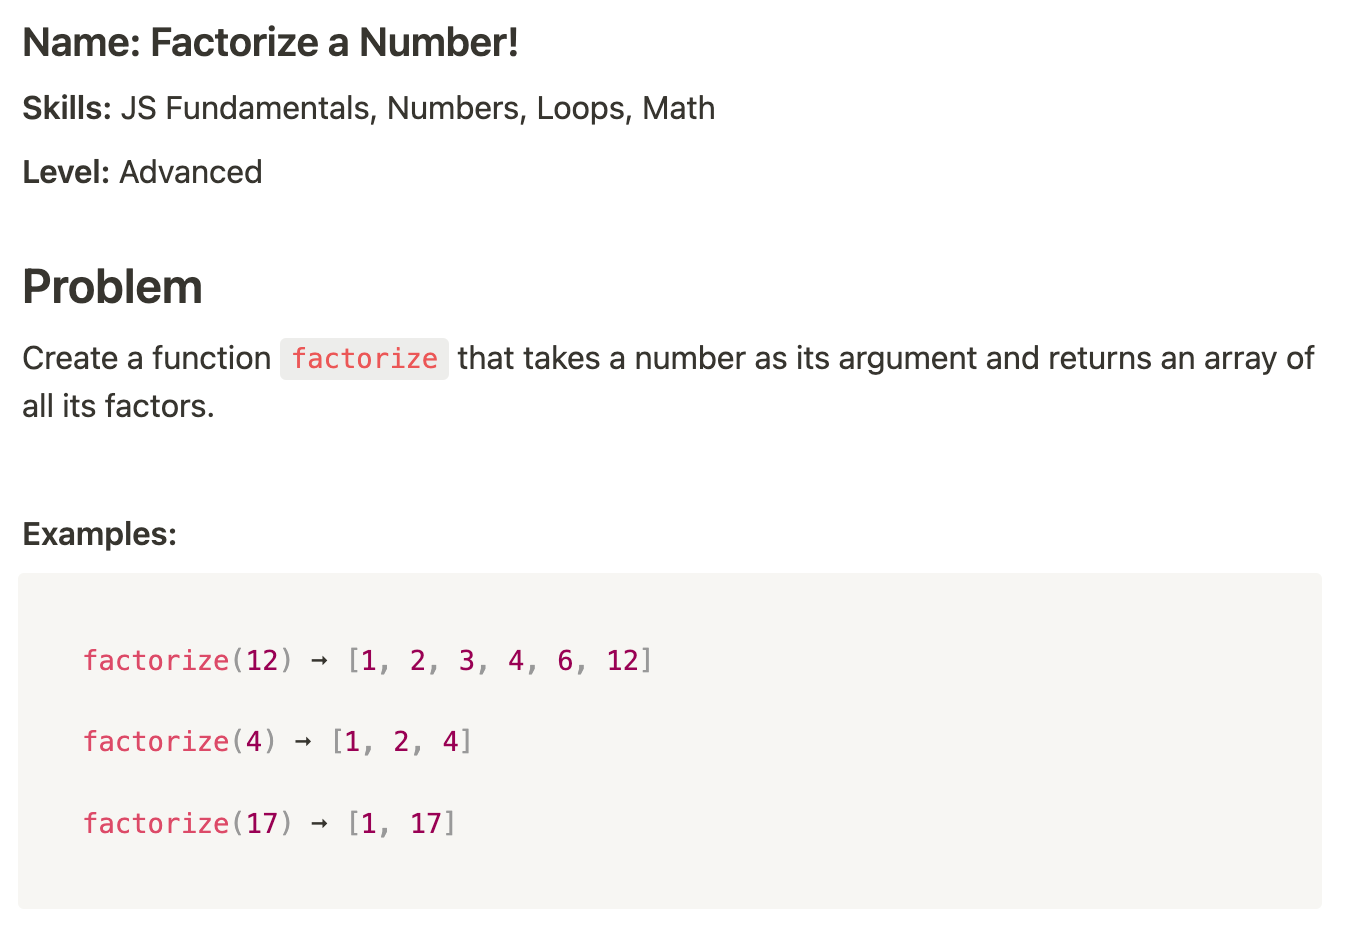 Name: Factorize a Number!
Skills: JS Fundamentals, Numbers, Loops, Math
Level: Advanced
Problem
Create a function factorize that takes a number as its argument and returns an array of
all its factors.
Examples:
factorize(12) → [1, 2, 3, 4, 6, 12]
factorize(4) → [1, 2, 4]
factorize(17) → [1, 17]